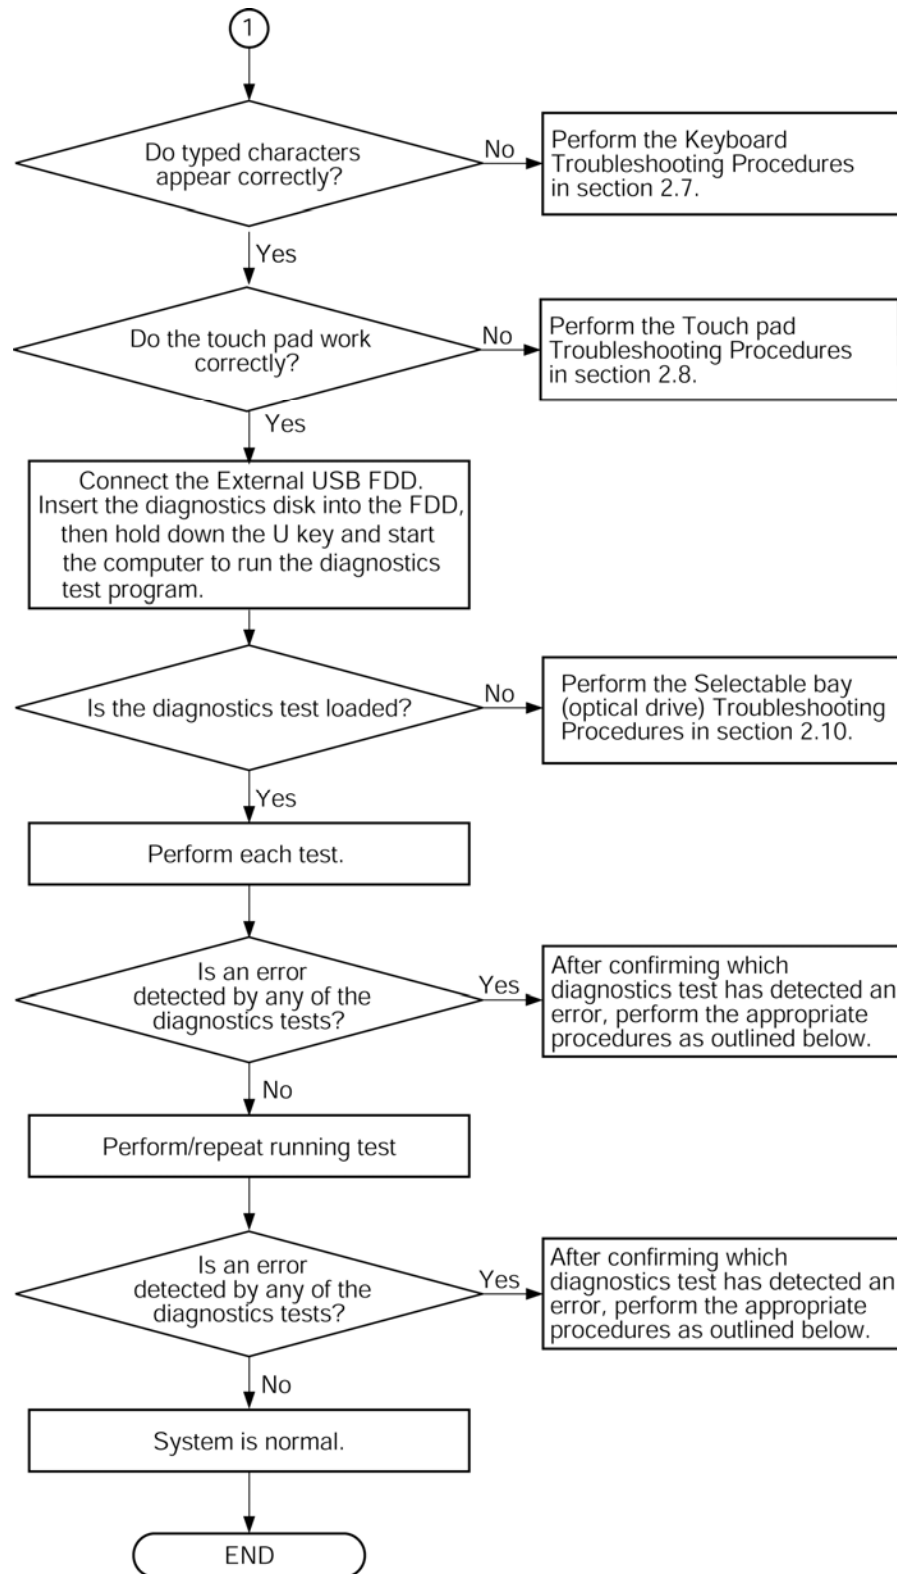 1
Do typed characters
appear correctly?
No
Perform the Keyboard
Troubleshooting Procedures
in section 2.7.
Yes
Do the touch pad work
correctly?
No
Perform the Touch pad
Troubleshooting Procedures
in section 2.8.
Yes
Connect the External USB FDD.
Insert the diagnostics disk into the FDD,
then hold down the U key and start
the computer to run the diagnostics
test program.
Is the diagnostics test loaded?
No
Perform the Selectable bay
(optical drive) Troubleshooting
Procedures in section 2.10.
Yes
Perform each test.
Is an error
detected by any of the
diagnostics tests?
Yes
After confirming which
diagnostics test has detected an
error, perform the appropriate
procedures as outlined below.
No
Perform/repeat running test
Is an error
detected by any of the
diagnostics tests?
Yes
After confirming which
diagnostics test has detected an
error, perform the appropriate
procedures as outlined below.
No
System is normal.
END